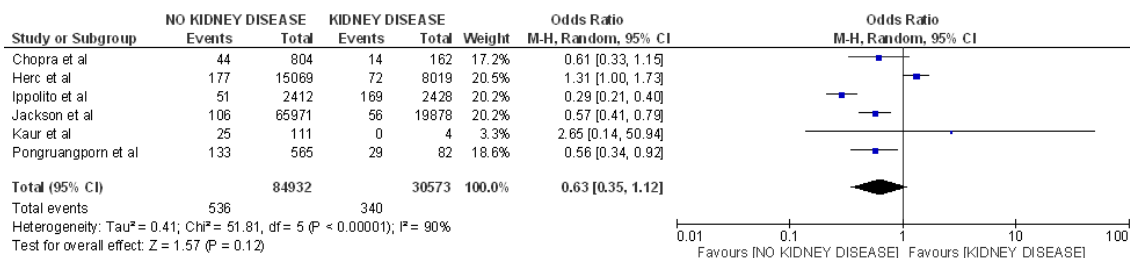 NO KIDNEY DISEASE KIDNEY DISEASE Odds Ratio Odds Ratio
Study or Subgroup Events Total Events Total Weight M-H, Random, 95% CI M-H, Random, 95% CI
Chopra et al 44 804 14 162 17.2% 0.61 [0.33, 1.15]
Herc et al 177 15069 72 8019 20.5% 1.31 [1.00, 1.73]
Ippolito et al 51 2412 169 2428 20.2% 0.29 [0.21, 0.40]
Jackson et al 106 65971 56 19878 20.2% 0.57 [0.41, 0.79]
Kaur et al 25 111 0 4 3.3% 2.65 [0.14, 50.94]
Pongruangporn et al 133 565 29 82 18.6% 0.56 [0.34, 0.92]
Total (95% CI) 84932 30573 100.0% 0.63 [0.35, 1.12]
Total events 536 340
Heterogeneity: Tau² = 0.41; Chi² = 51.81, df = 5 (P < 0.00001); I² = 90%
Test for overall effect: Z = 1.57 (P = 0.12)
0.01 0.1 1 10 100
Favours [NO KIDNEY DISEASE] Favours [KIDNEY DISEASE]